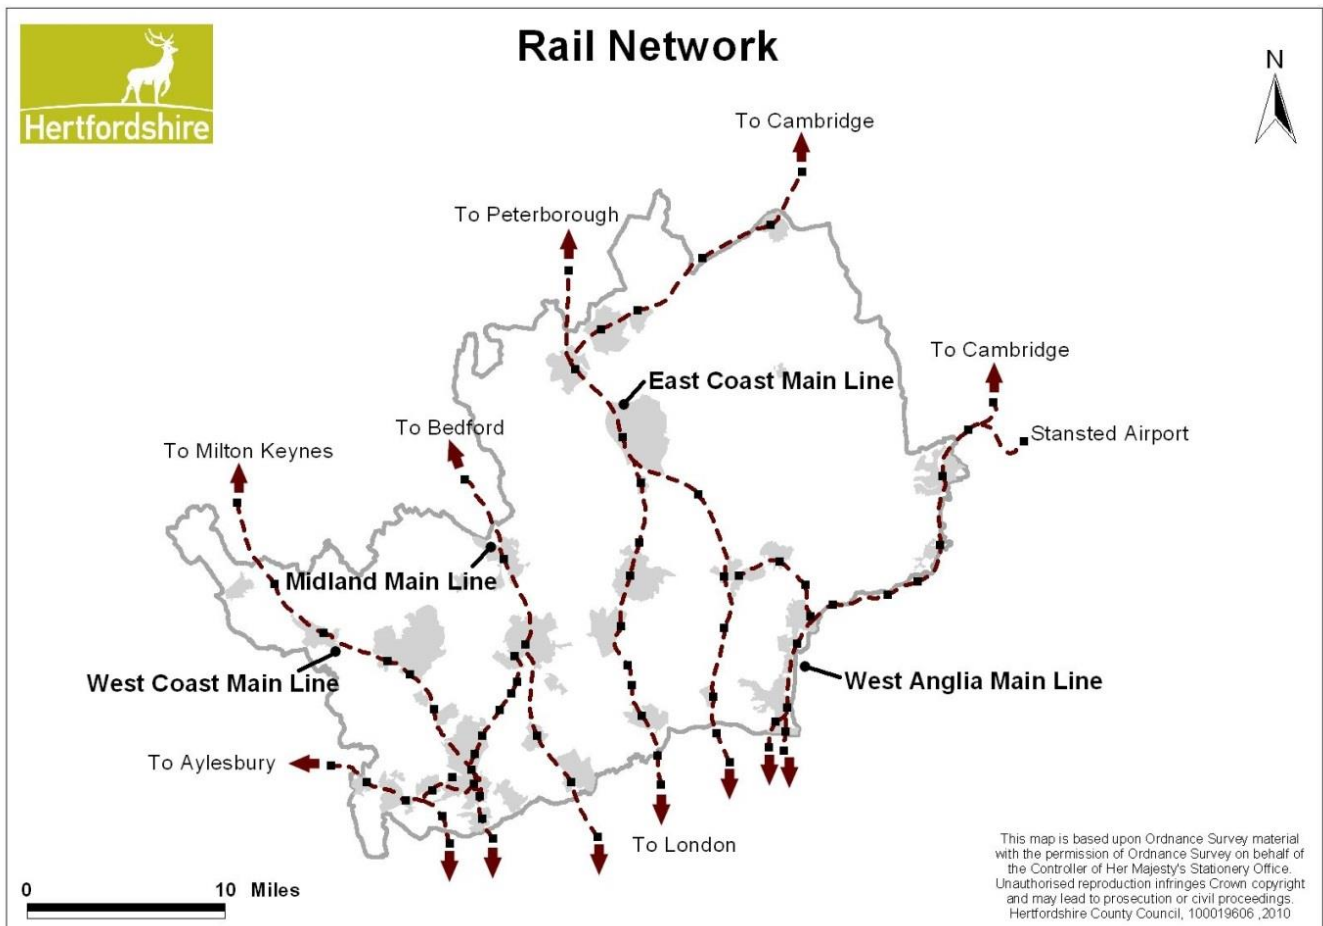 Rail Network
Hertfordshire
N
To Cambridge
To Peterborough
To Cambridge
East Coast Main Line
To Bedford
Stansted Airport
To Milton Keynes
Midland Main Line
West Coast Main Line
West Anglia Main Line
To Aylesbury
To London
0 10 Miles
This map is based upon Ordnance Survey material
with the permission of Ordnance Survey on behalf of
the Controller of Her Majesty's Stationery Office.
Unauthorised reproduction infringes Crown copyright
and may lead to prosecution or civil proceedings.
Hertfordshire County Council, 100019606 ,2010